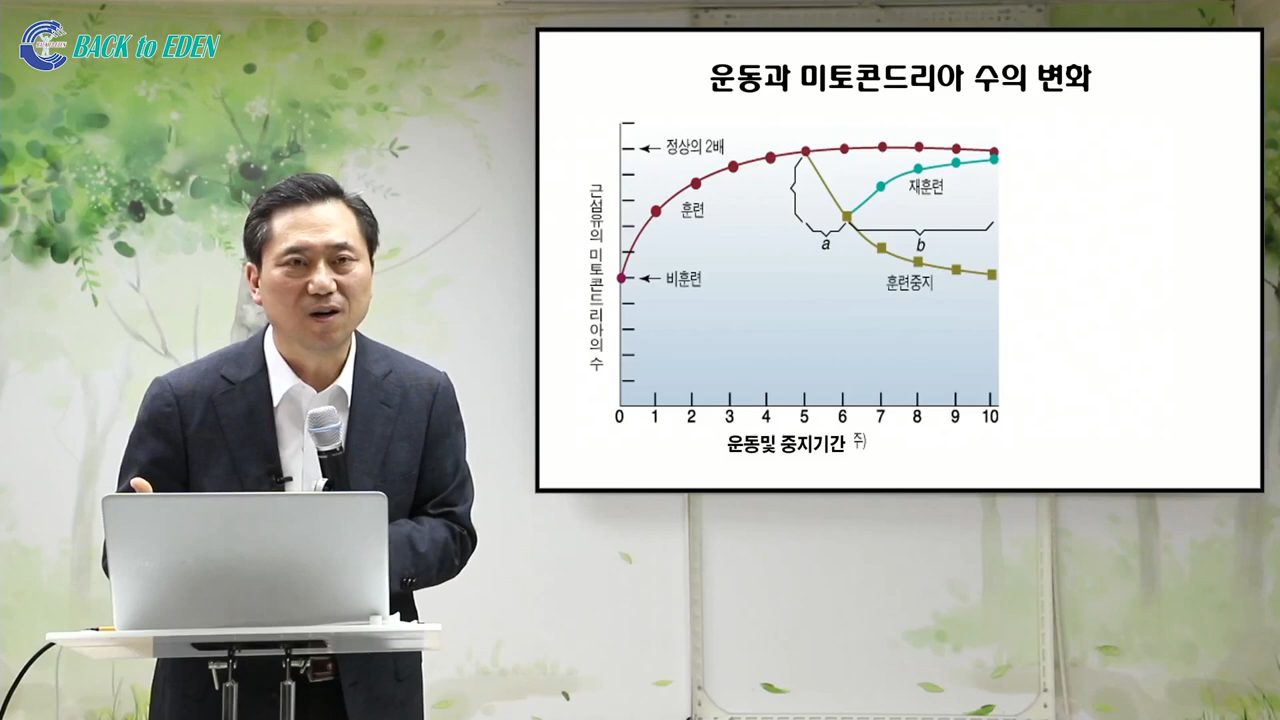 BACK to EDEN
운동과 미토콘드리아 수의 변화
정상의 2배
훈련
비훈련
재훈련
훈련중지
a
b
근섬유의 미토콘드리아의 수
0 1 2 3 4 5 6 7 8 9 10
운동및 중지기간 주)